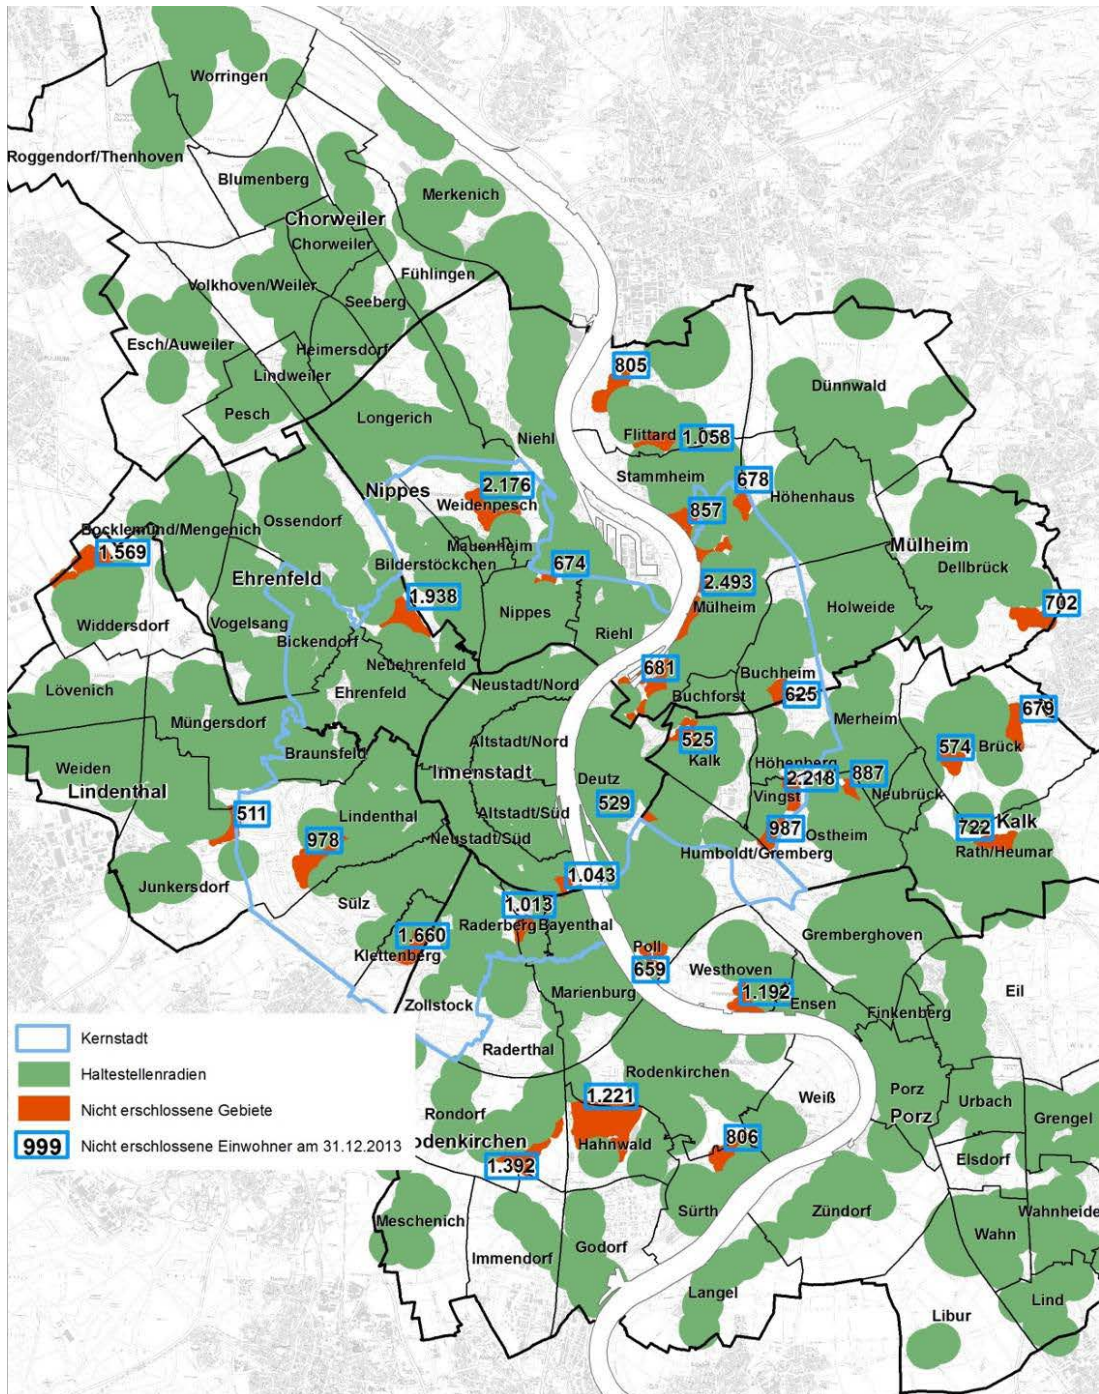 Worringen
Roggendorf/Thenhoven
Blumenberg
Merkenich
Chorweiler
Chorweiler
Fühlingen
Volkhoven/Weiler
Seeberg
Esch/Auweiler
Heimersdorf
Lindweiler
805
Dünnwald
Pesch
Longerich
Niehl
Flittard
1.058
Stammheim
678
Höhenhaus
2.176
Nippes
Weidenpesch
857
Ossendorf
Bocklemünd/Mengenich
1.569
Mauenheim
Mülheim
Dellbrück
Bilderstöckchen
674
Ehrenfeld
2.493
1.938
Mülheim
702
Widdersdorf
Vogelsang
Nippes
Holweide
Riehl
Bickendorf
Neuehrenfeld
Buchheim
681
Lövenich
Ehrenfeld
Neustadt/Nord
Buchforst
625
679
Müngersdorf
Merheim
Altstadt/Nord
525
574
Brück
Braunsfeld
Kalk
Höhenberg
Weiden
Innenstadt
Deutz
2.218
887
Lindenthal
Vingst
Neubrück
529
511
Lindenthal
Altstadt/Süd
987
722
Kalk
978
Neustadt/Süd
Ostheim
Humboldt/Gremberg
Rath/Heumar
Junkersdorf
1.043
Sülz
1.013
Raderberg
Bayenthal
1.660
Gremberghoven
Klettenberg
Poll
659
Westhoven
Eil
Zollstock
Marienburg
1.192
Ensen
Finkenberg
Kernstadt
Raderthal
Haltestellenradien
Rodenkirchen
Rondorf
1.221
Weiß
Porz
Porz
Urbach
Grengel
Nicht erschlossene Gebiete
999
Nicht erschlossene Einwohner am 31.12.2013
odenkirchen
Hahnwald
806
1.392
Elsdorf
Meschenich
Sürth
Zündorf
Wahnheide
Wahn
Immendorf
Godorf
Langel
Lind
Libur